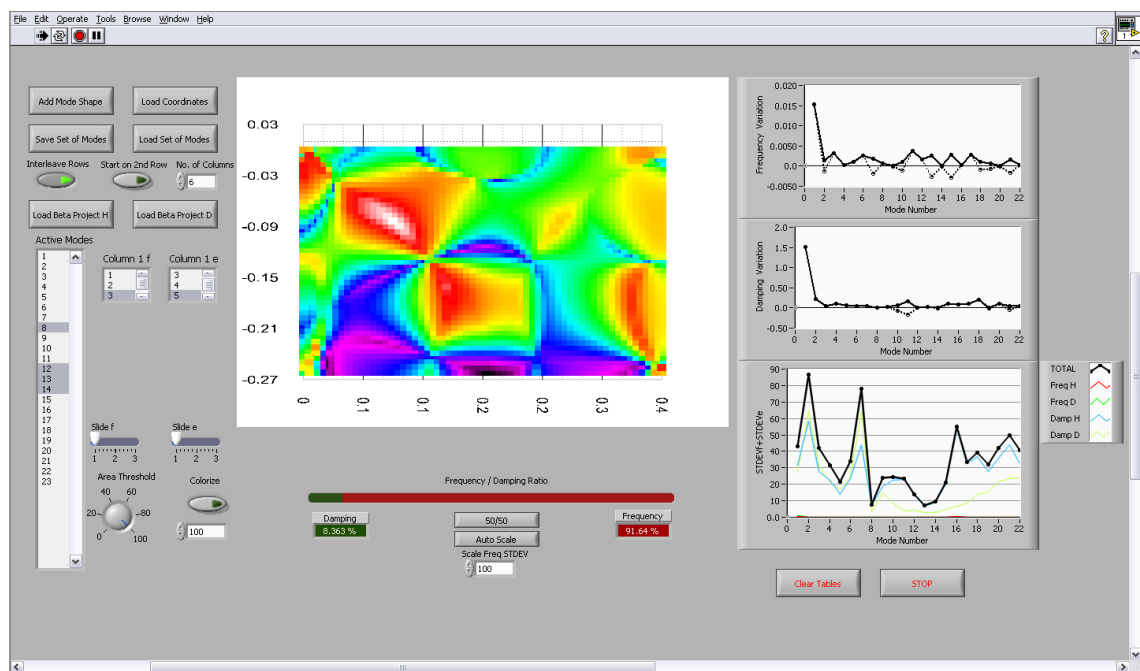 File Edit Operate Tools Browse Window Help
Add Mode Shape
Load Coordinates
Save Set of Modes
Load Set of Modes
Interleave Rows
Start on 2nd Row
No. of Columns
6
Load Beta Project H
Load Beta Project D
Active Modes
1
2
3
4
5
6
7
8
9
10
11
12
13
14
15
16
17
18
19
20
21
22
23
Column 1 f
1
2
3
Column 1 e
3
4
5
Slide f
1 2 3
Slide e
1 2 3
Area Threshold
0 20 40 60 80 100
Colorize
100
0.03
-0.03
-0.09
-0.15
-0.21
-0.27
0 0.1 0.1 0.2 0.2 0.3 0.4
Frequency / Damping Ratio
Damping
8.363 %
50/50
Auto Scale
Scale Freq STDEV
100
Frequency
91.64 %
Frequency Variation
0.020
0.015
0.010
0.0050
0.0
-0.0050
0 2 4 6 8 10 12 14 16 18 20 22
Mode Number
Damping Variation
2.0
1.5
1.0
0.50
0.0
-0.50
0 2 4 6 8 10 12 14 16 18 20 22
Mode Number
STDEVf+STDEVe
90
80
70
60
50
40
30
20
10
0.0
0 2 4 6 8 10 12 14 16 18 20 22
Mode Number
TOTAL
Freq H
Freq D
Damp H
Damp D
Clear Tables
STOP